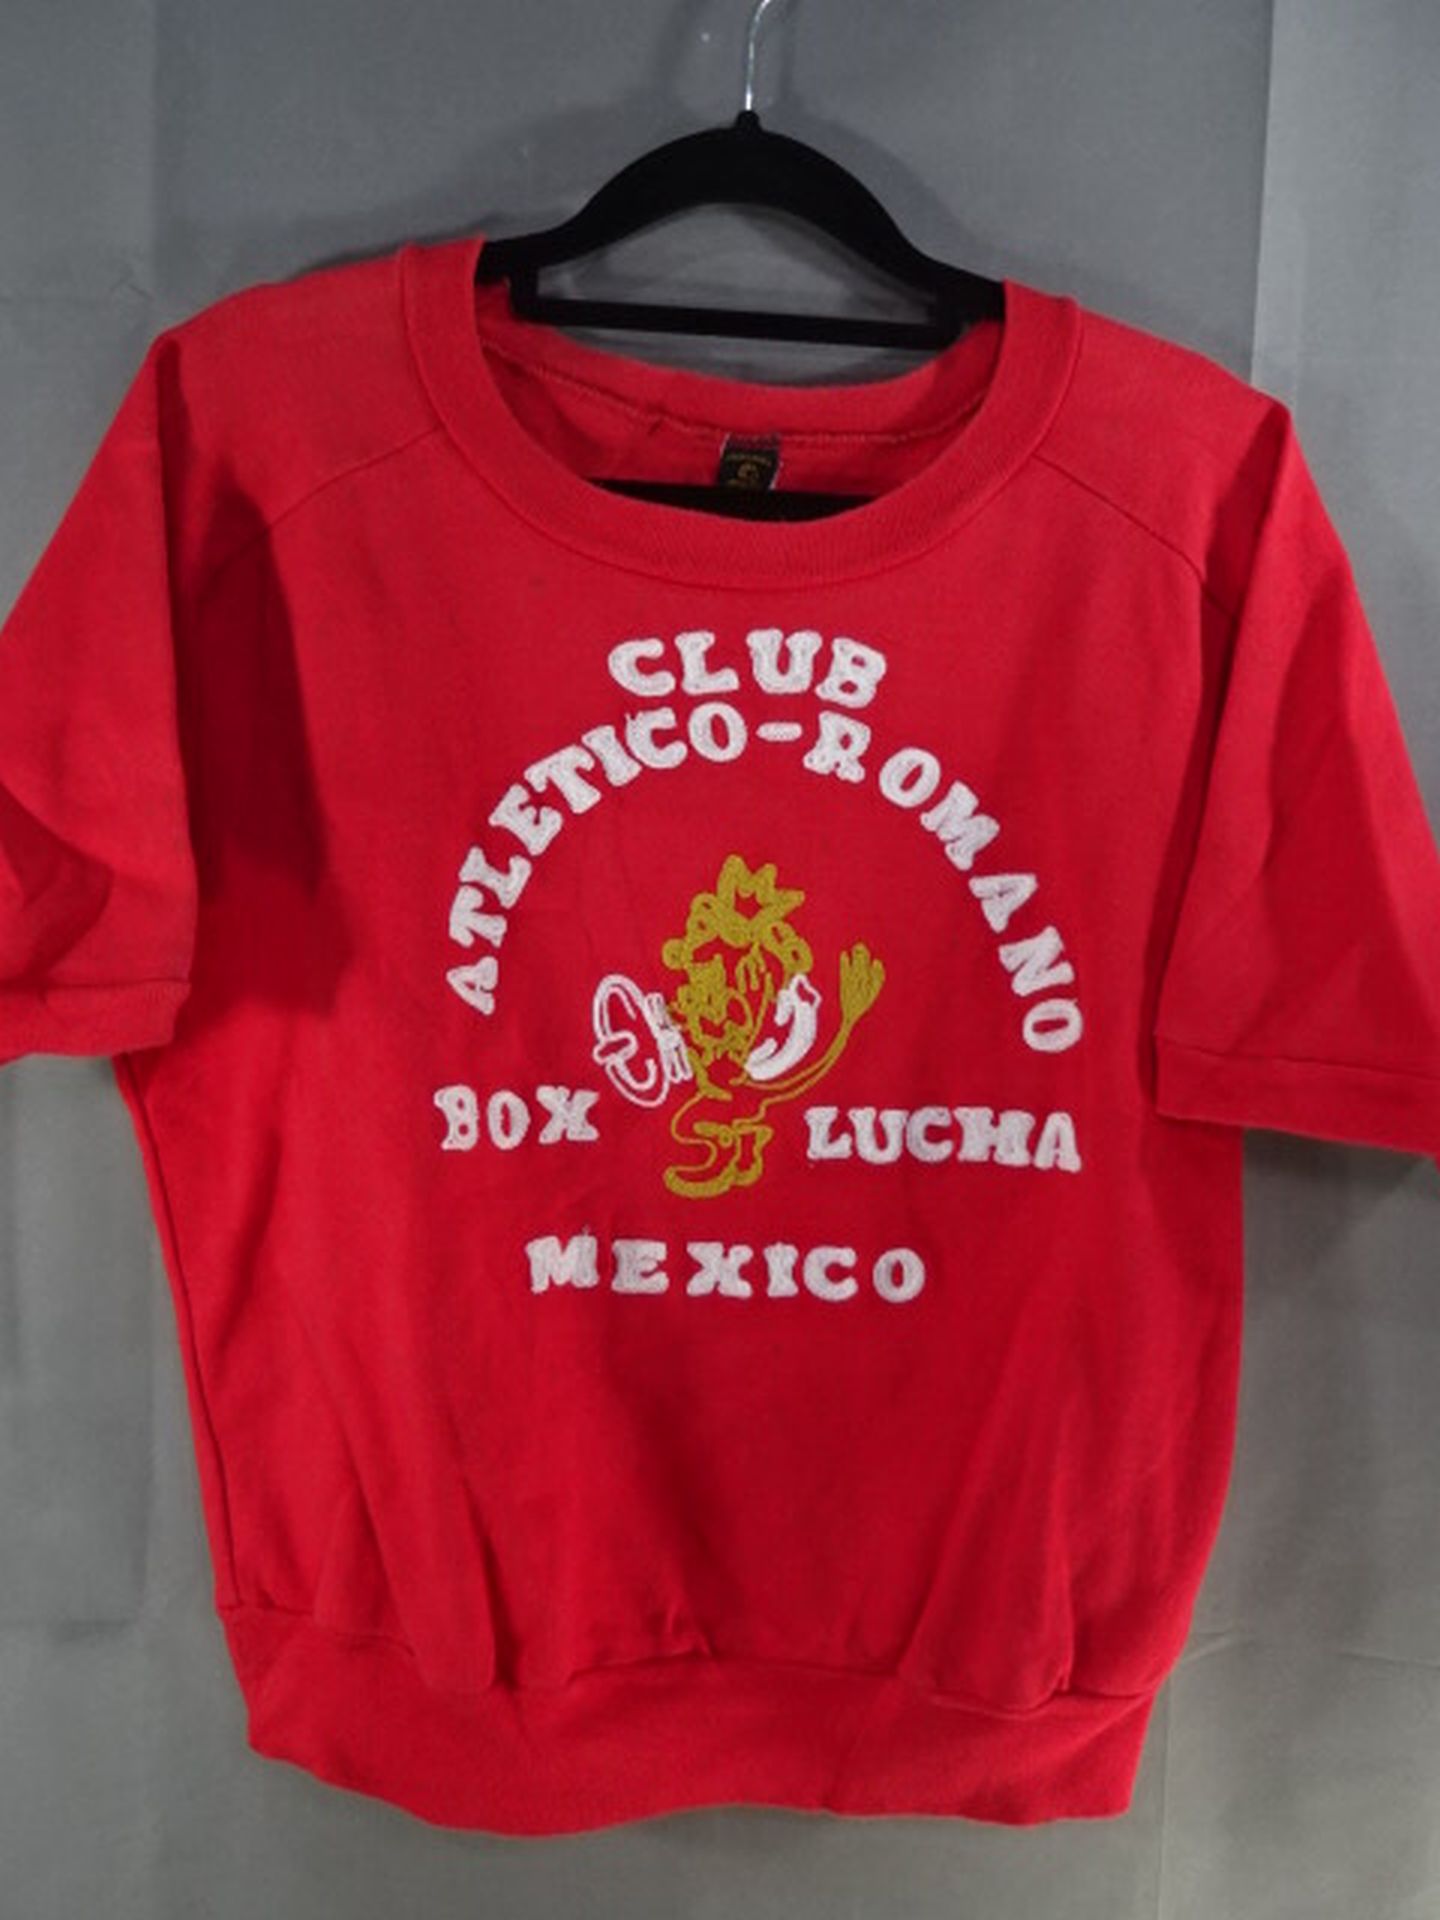 CLUB
ATLETICO-ROMANO
BOX LUCHA
MEXICO